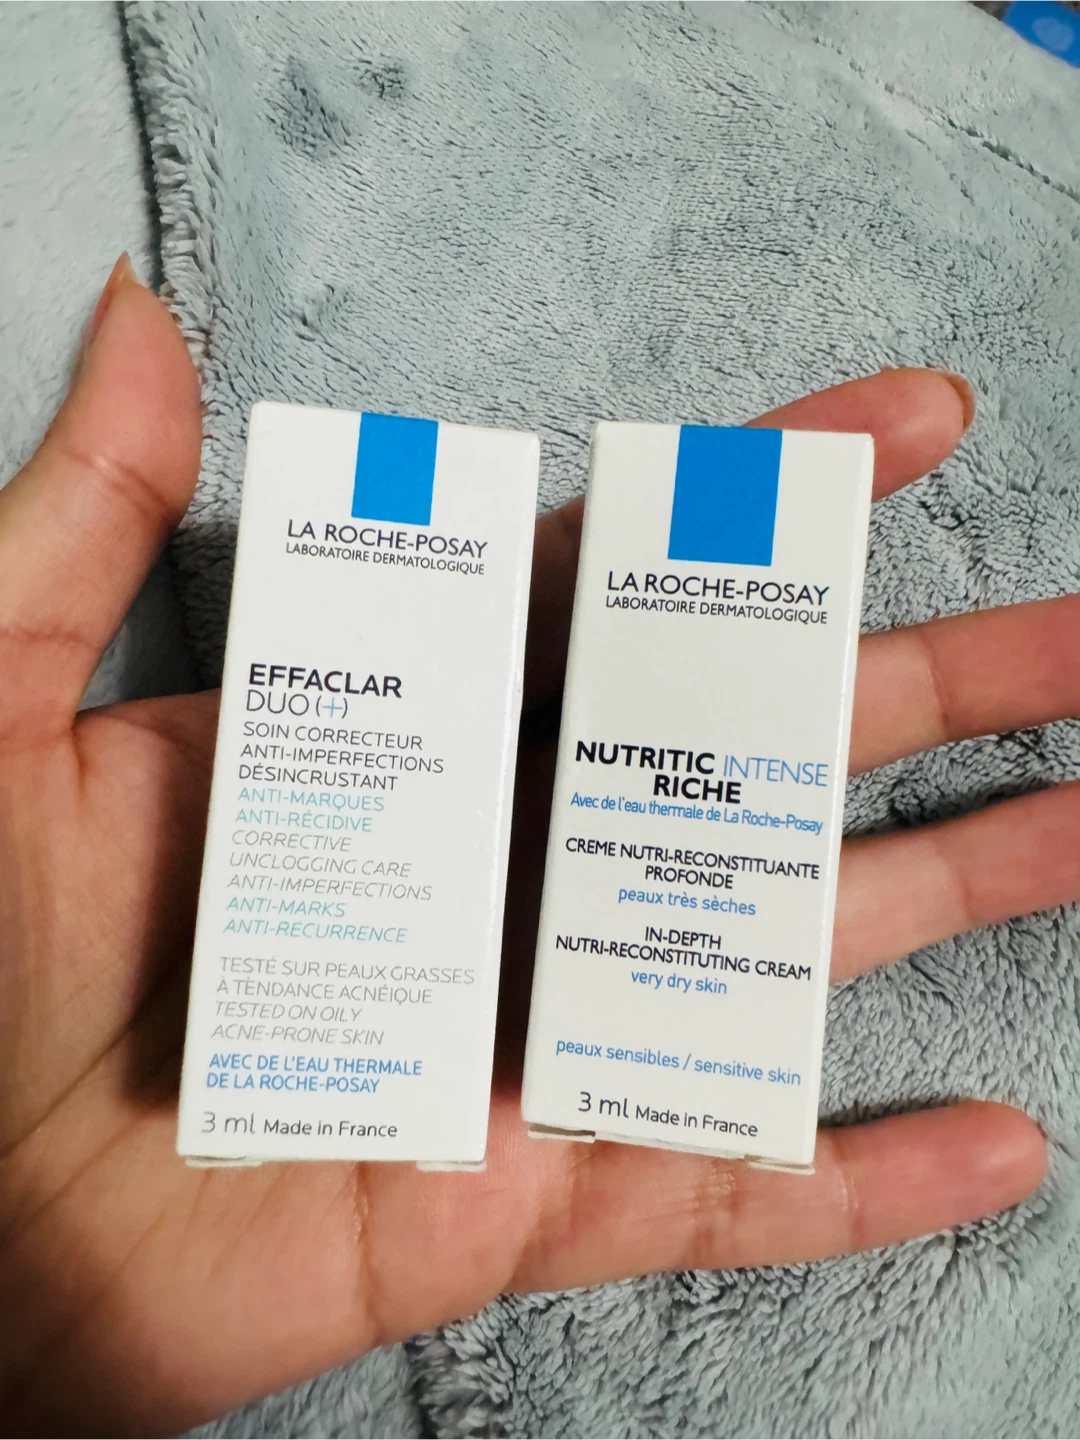 LA ROCHE-POSAY
LABORATOIRE DERMATOLOGIQUE
EFFACLAR
DUO (+)
SOIN CORRECTEUR
ANTI-IMPERFECTIONS
DÉSINCRUSTANT
ANTI-MARQUES
ANTI-RÉCIDIVE
CORRECTIVE
UNCLOGGING CARE
ANTI-IMPERFECTIONS
ANTI-MARKS
ANTI-RECURRENCE
TESTÉ SUR PEAUX GRASSES
À TENDANCE ACNÉIQUE
TESTED ON OILY
ACNE-PRONE SKIN
AVEC DE L'EAU THERMALE
DE LA ROCHE-POSAY
3 ml Made in France
LA ROCHE-POSAY
LABORATOIRE DERMATOLOGIQUE
NUTRITIC INTENSE
RICHE
Avec de l'eau thermale de La Roche-Posay
CREME NUTRI-RECONSTITUANTE
PROFONDE
peaux très sèches
IN-DEPTH
NUTRI-RECONSTITUTING CREAM
very dry skin
peaux sensibles / sensitive skin
3 ml Made in France